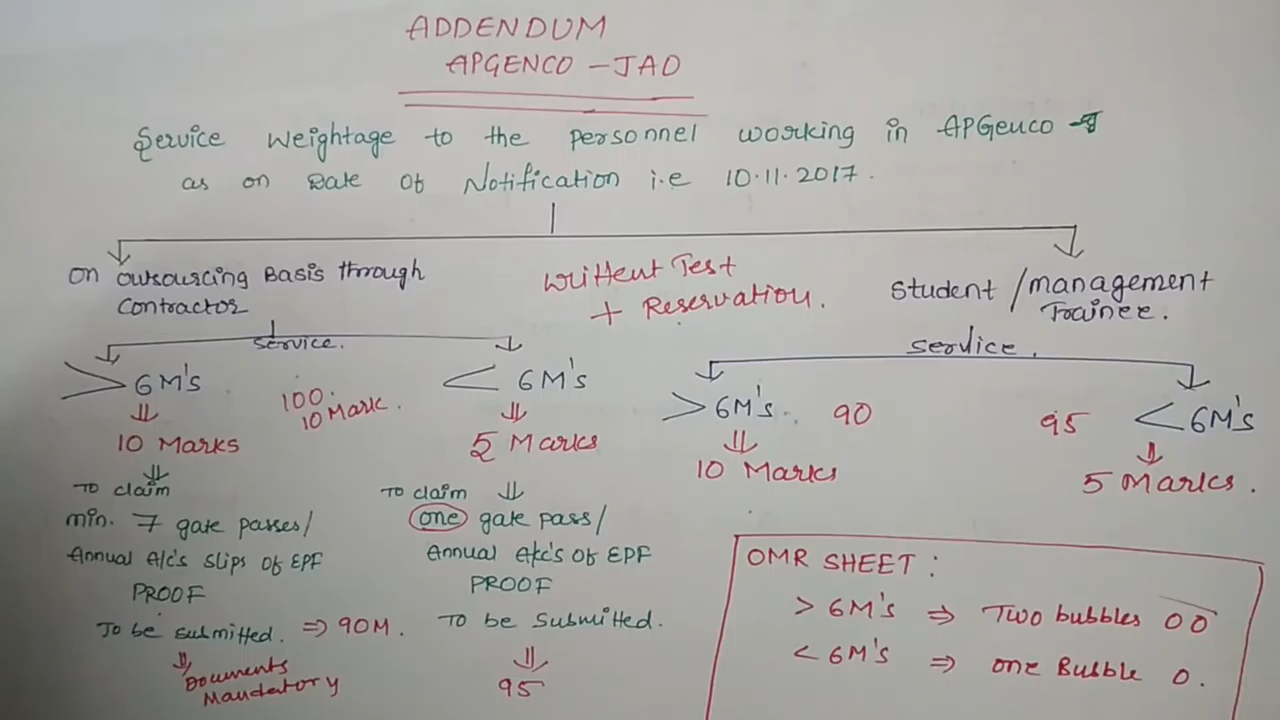 ADDENDUM
APGENCO - JAO
Service Weightage to the personnel working in APGenco
as on Date Of Notification i.e 10.11.2017.
On outsourcing Basis through
Contractor
Written Test
+ Reservation.
Student / management
Trainee.
Service.
Service.
> 6M's
< 6M's
> 6M's.
< 6M's
100.
10 Mark.
90
95
10 Marks
5 Marks
10 Marks
5 Marks.
To claim
min. 7 gate passes/
Annual A/c's slips of EPF
PROOF
To be submitted. ⇒ 90M.
Documents
Mandatory
To claim
one gate pass/
Annual A/c's of EPF
PROOF
To be submitted.
95
OMR SHEET :
> 6M's ⇒ Two bubbles 00
< 6M's ⇒ one Bubble 0.